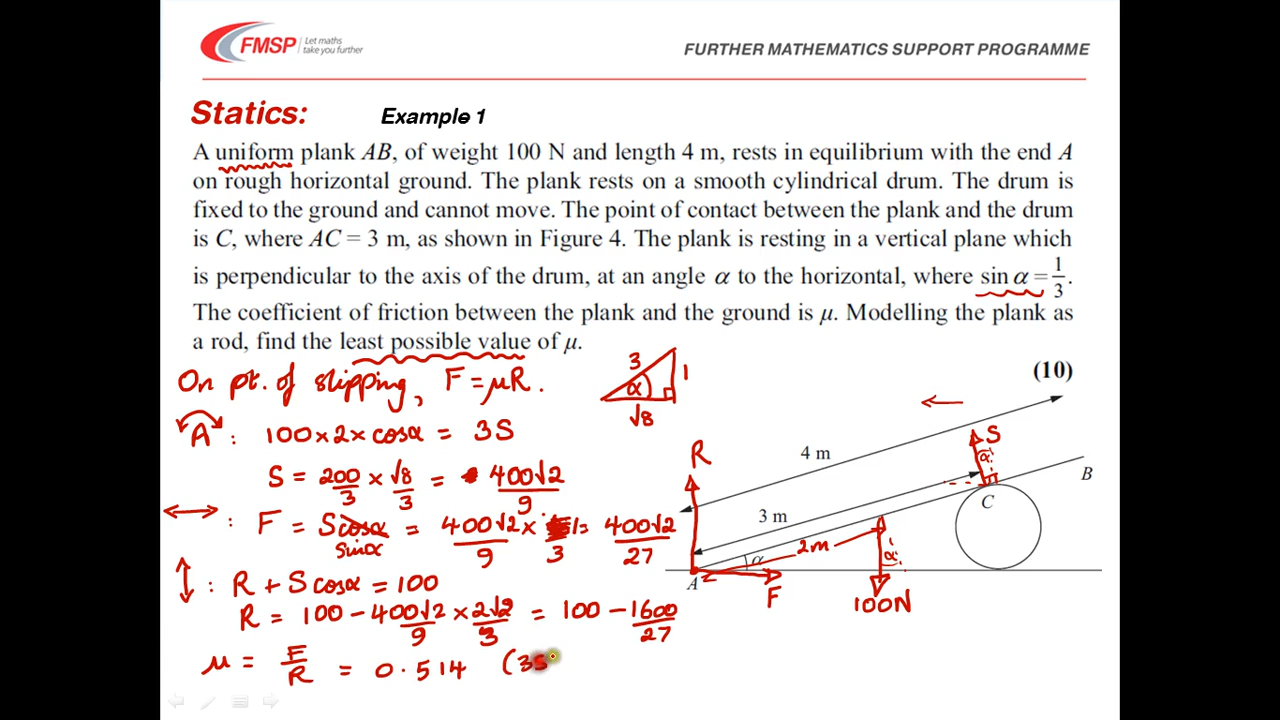 FMSP
Let maths
take you further
FURTHER MATHEMATICS SUPPORT PROGRAMME
Statics:
Example 1
A uniform plank AB, of weight 100 N and length 4 m, rests in equilibrium with the end A
on rough horizontal ground. The plank rests on a smooth cylindrical drum. The drum is
fixed to the ground and cannot move. The point of contact between the plank and the drum
is C, where AC = 3 m, as shown in Figure 4. The plank is resting in a vertical plane which
is perpendicular to the axis of the drum, at an angle α to the horizontal, where sin α = 1/3.
The coefficient of friction between the plank and the ground is μ. Modelling the plank as
a rod, find the least possible value of μ.
(10)
On pt. of slipping, F = μR.
3
1
α
√8
A : 100 × 2 × cosα = 3S
S = 200/3 × √8/3 = 400√2/9
↔ : F = S cosα sinα = 400√2/9 × 1/3 = 400√2/27
↕ : R + S cosα = 100
R = 100 - 400√2/9 × 2√2/3 = 100 - 1600/27
μ = F/R = 0.514 (3s
R
4 m
S
α
B
C
3 m
2m
α
α
A
F
100N